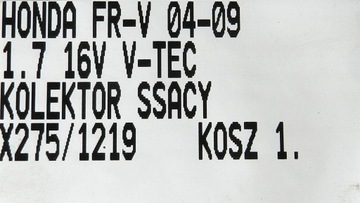 HONDA FR-V 04-09
1.7 16V V-TEC
KOLEKTOR SSACY
X275/1219 KOSZ 1.